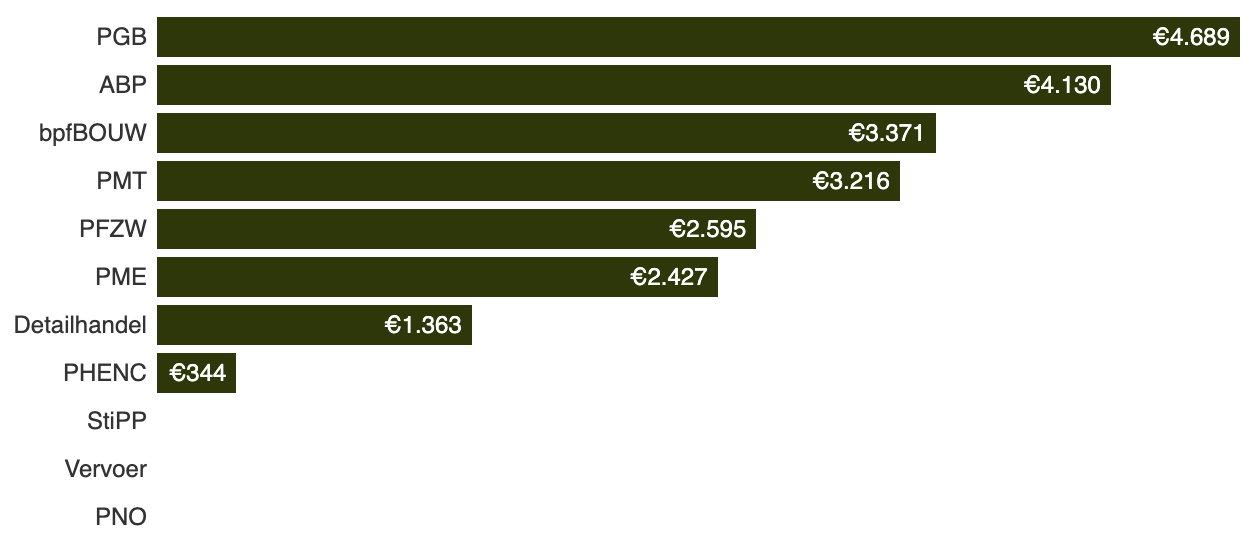 PGB €4.689
ABP €4.130
bpfBOUW €3.371
PMT €3.216
PFZW €2.595
PME €2.427
Detailhandel €1.363
PHENC €344
StiPP
Vervoer
PNO